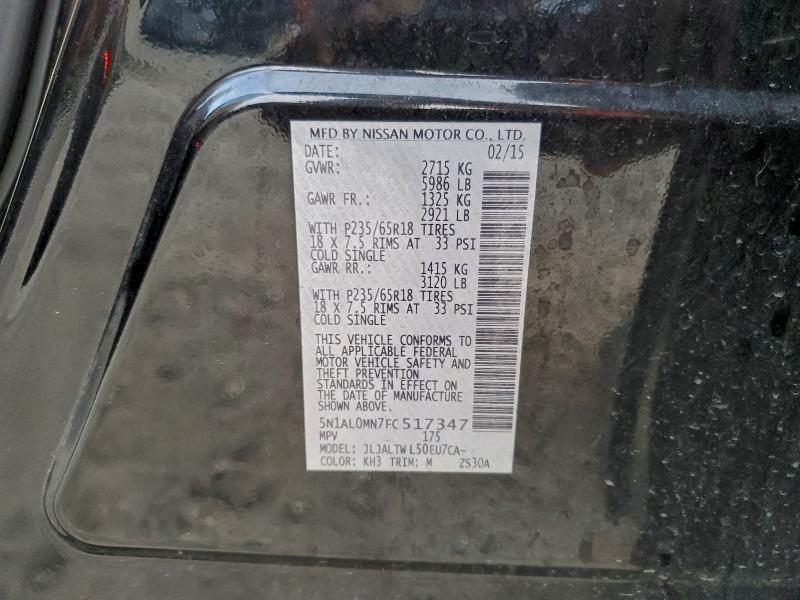 MFD BY NISSAN MOTOR CO., LTD.
DATE: 02/15
GVWR: 2715 KG
5986 LB
GAWR FR.: 1325 KG
2921 LB
WITH P235/65R18 TIRES
18 X 7.5 RIMS AT 33 PSI
COLD SINGLE
GAWR RR.: 1415 KG
3120 LB
WITH P235/65R18 TIRES
18 X 7.5 RIMS AT 33 PSI
COLD SINGLE
THIS VEHICLE CONFORMS TO
ALL APPLICABLE FEDERAL
MOTOR VEHICLE SAFETY AND
THEFT PREVENTION
STANDARDS IN EFFECT ON THE
DATE OF MANUFACTURE
SHOWN ABOVE.
5N1AL0MN7FC517347
MPV 175
MODEL: JLJALTWL50EU7CA-
COLOR: KH3 TRIM: M ZS30A